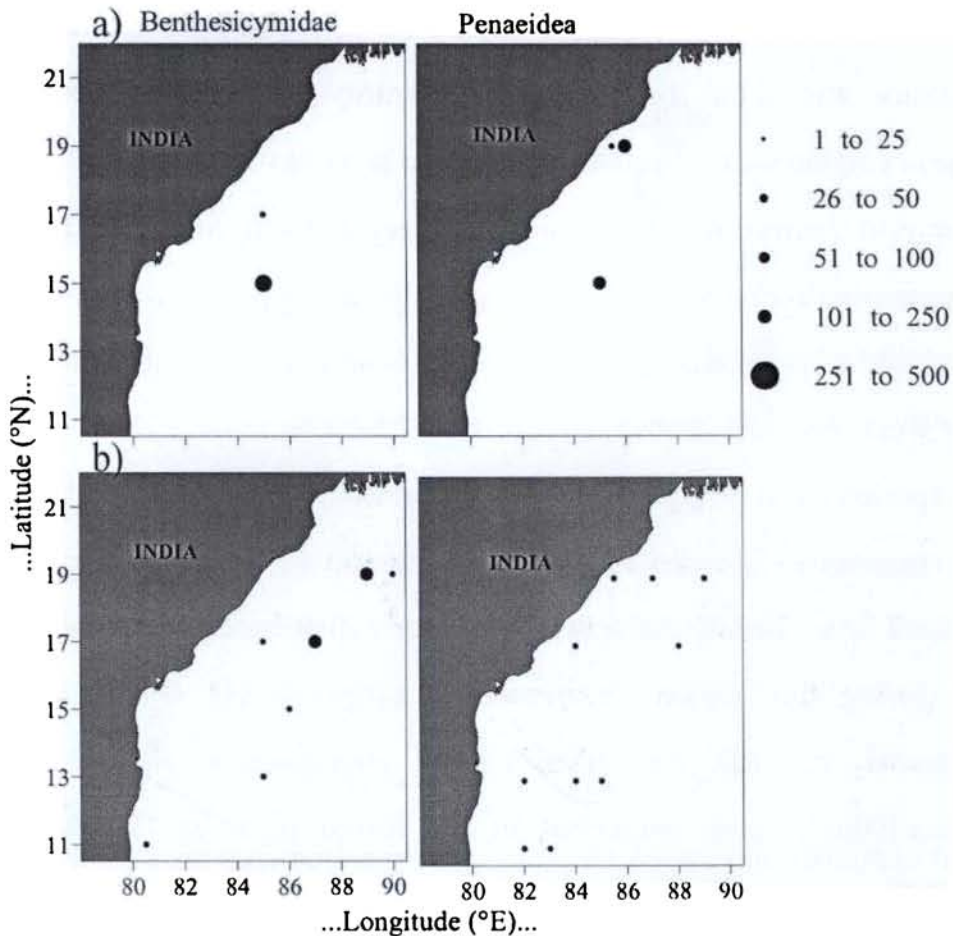 a) Benthesicymidae Penaeidea
21
19
17
15
13
11
INDIA
INDIA
1 to 25
26 to 50
51 to 100
101 to 250
251 to 500
b)
21
19
17
15
13
11
INDIA
INDIA
80 82 84 86 88 90
80 82 84 86 88 90
...Latitude (°N)...
...Longitude (°E)...